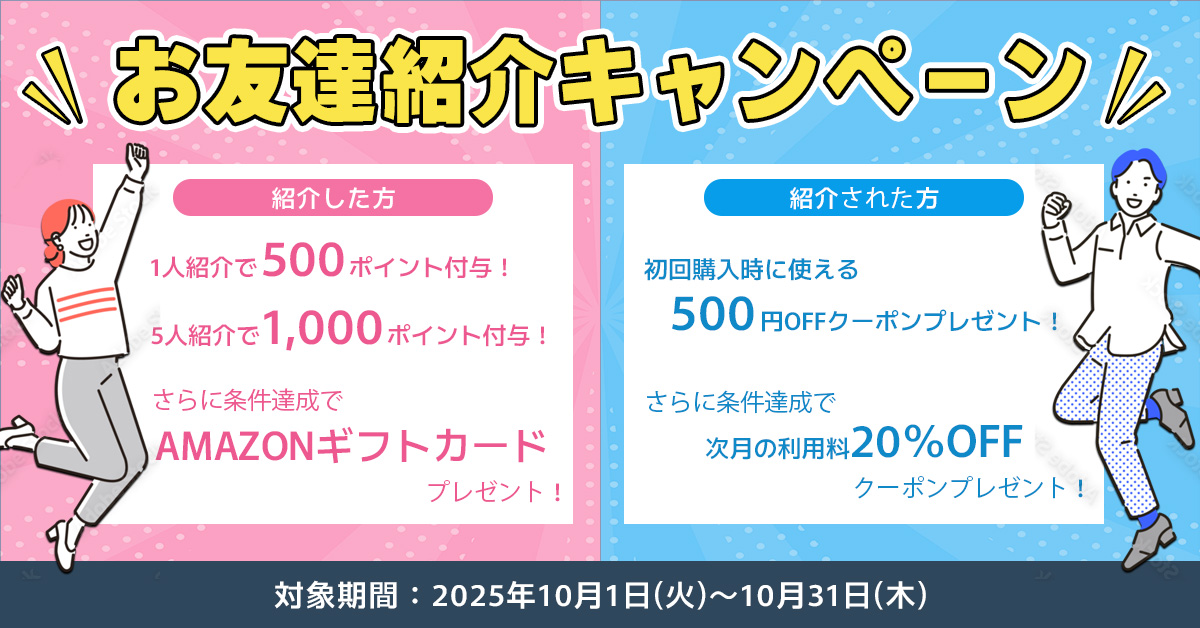 お友達紹介キャンペーン
紹介した方
1人紹介で500ポイント付与！
5人紹介で1,000ポイント付与！
さらに条件達成で
AMAZONギフトカード
プレゼント！
紹介された方
初回購入時に使える
500円OFFクーポンプレゼント！
さらに条件達成で
次月の利用料20%OFF
クーポンプレゼント！
対象期間：2025年10月1日(火)～10月31日(木)